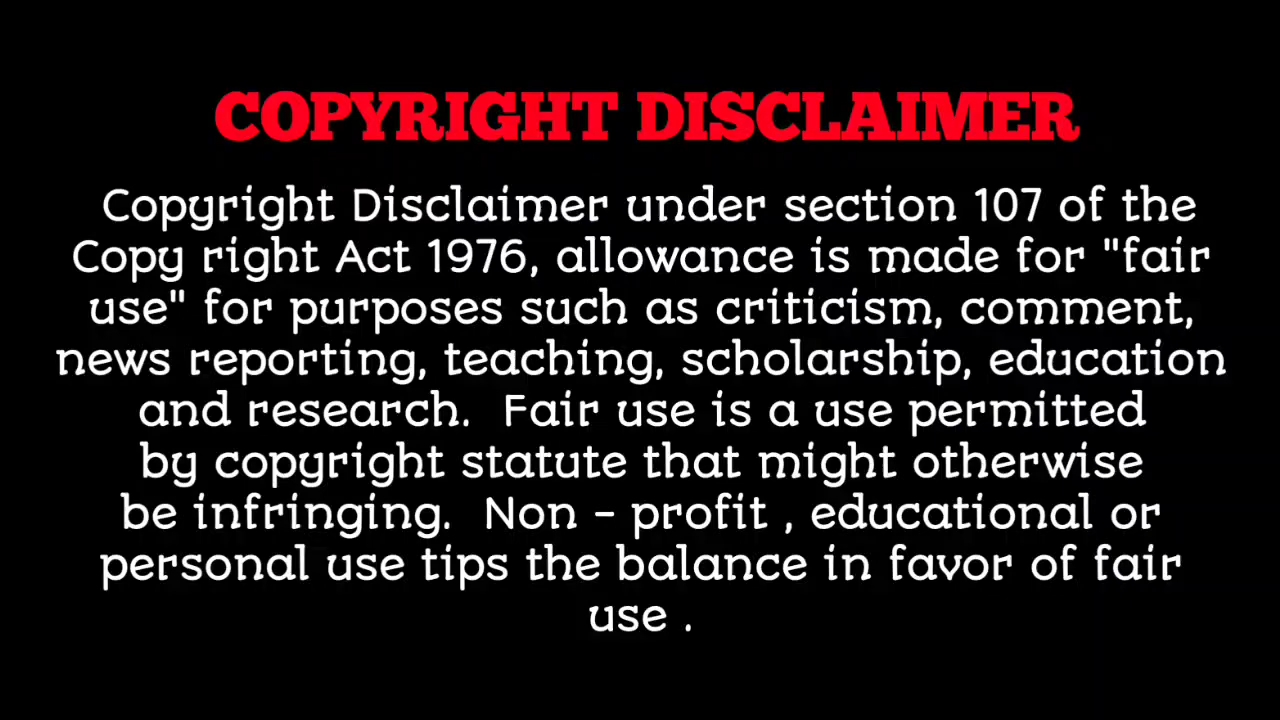 COPYRIGHT DISCLAIMER
Copyright Disclaimer under section 107 of the
Copy right Act 1976, allowance is made for "fair
use" for purposes such as criticism, comment,
news reporting, teaching, scholarship, education
and research. Fair use is a use permitted
by copyright statute that might otherwise
be infringing. Non - profit , educational or
personal use tips the balance in favor of fair
use .